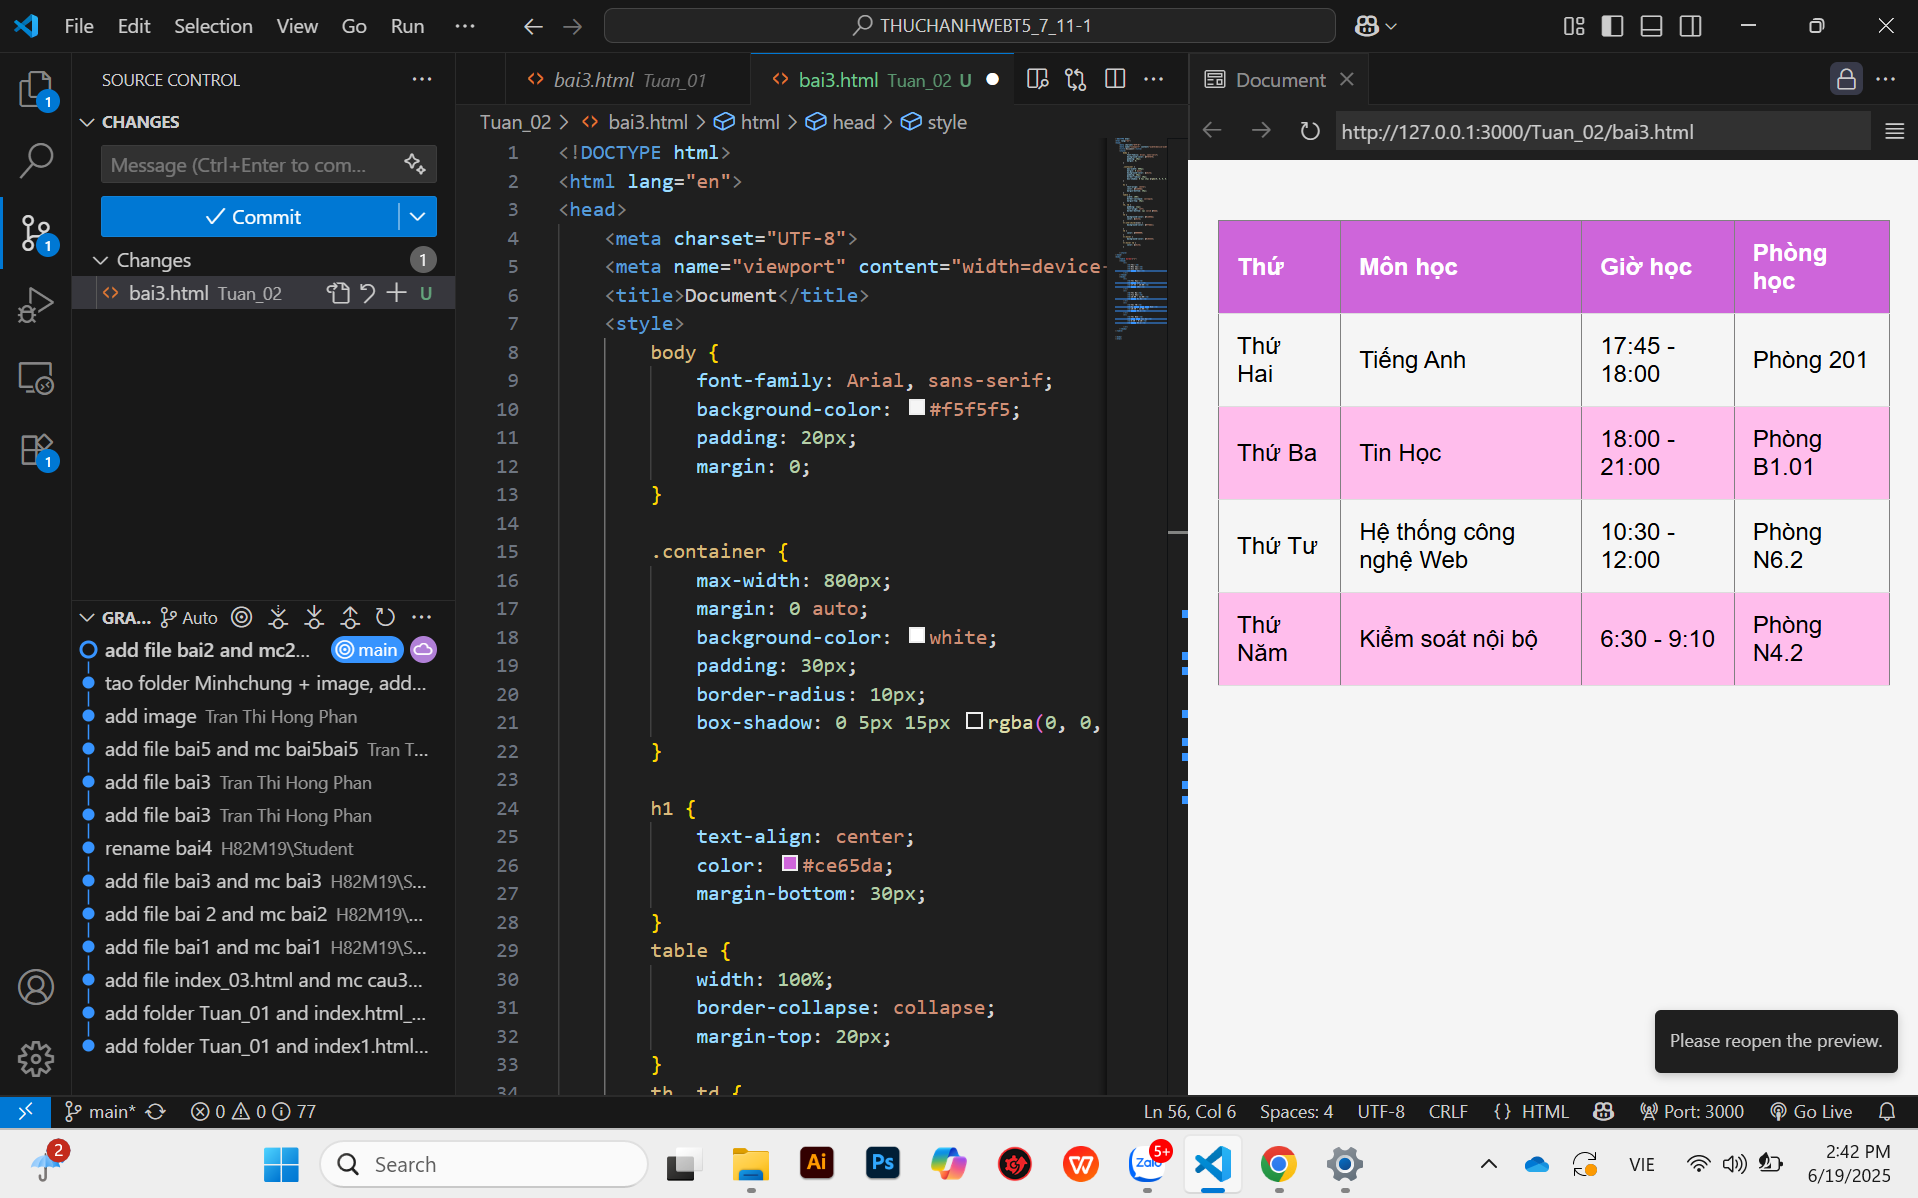 File Edit Selection View Go Run ··· THUCHANHWEBT5_7_11-1
SOURCE CONTROL
CHANGES
Message (Ctrl+Enter to com...
Commit
Changes 1
bai3.html Tuan_02 U
GRA... Auto
add file bai2 and mc2... main
tao folder Minhchung + image, add...
add image Tran Thi Hong Phan
add file bai5 and mc bai5bai5 Tran T...
add file bai3 Tran Thi Hong Phan
add file bai3 Tran Thi Hong Phan
rename bai4 H82M19\Student
add file bai3 and mc bai3 H82M19\S...
add file bai 2 and mc bai2 H82M19\...
add file bai1 and mc bai1 H82M19\S...
add file index_03.html and mc cau3...
add folder Tuan_01 and index.html_...
add folder Tuan_01 and index1.html...
1
1
1
bai3.html Tuan_01
bai3.html Tuan_02 U
Tuan_02 > bai3.html > html > head > style
1 <!DOCTYPE html>
2 <html lang="en">
3 <head>
4 <meta charset="UTF-8">
5 <meta name="viewport" content="width=device-
6 <title>Document</title>
7 <style>
8 body {
9 font-family: Arial, sans-serif;
10 background-color: #f5f5f5;
11 padding: 20px;
12 margin: 0;
13 }
14
15 .container {
16 max-width: 800px;
17 margin: 0 auto;
18 background-color: white;
19 padding: 30px;
20 border-radius: 10px;
21 box-shadow: 0 5px 15px rgba(0, 0,
22 }
23
24 h1 {
25 text-align: center;
26 color: #ce65da;
27 margin-bottom: 30px;
28 }
29 table {
30 width: 100%;
31 border-collapse: collapse;
32 margin-top: 20px;
33 }
34 th, td {
Document
http://127.0.0.1:3000/Tuan_02/bai3.html
Thứ Môn học Giờ học Phòng
học
Thứ
Hai Tiếng Anh 17:45 -
18:00 Phòng 201
Thứ Ba Tin Học 18:00 -
21:00 Phòng
B1.01
Thứ Tư Hệ thống công
nghệ Web 10:30 -
12:00 Phòng
N6.2
Thứ
Năm Kiểm soát nội bộ 6:30 - 9:10 Phòng
N4.2
Please reopen the preview.
main* 0 0 77
Ln 56, Col 6 Spaces: 4 UTF-8 CRLF {} HTML Port: 3000 Go Live
2 Search Ai Ps Zalo 5+ VIE 2:42 PM
6/19/2025